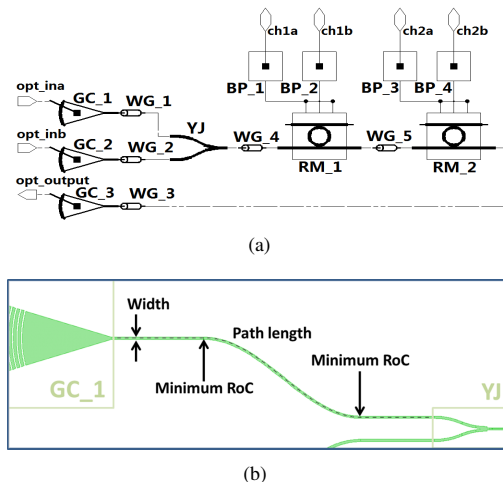 ch1a ch1b ch2a ch2b
BP_1 BP_2 BP_3 BP_4
opt_ina
GC_1 WG_1
YJ
opt_inb
GC_2 WG_2 WG_4 WG_5
RM_1 RM_2
opt_output
GC_3 WG_3
(a)
Width
Path length
Minimum RoC
Minimum RoC
GC_1
YJ
(b)